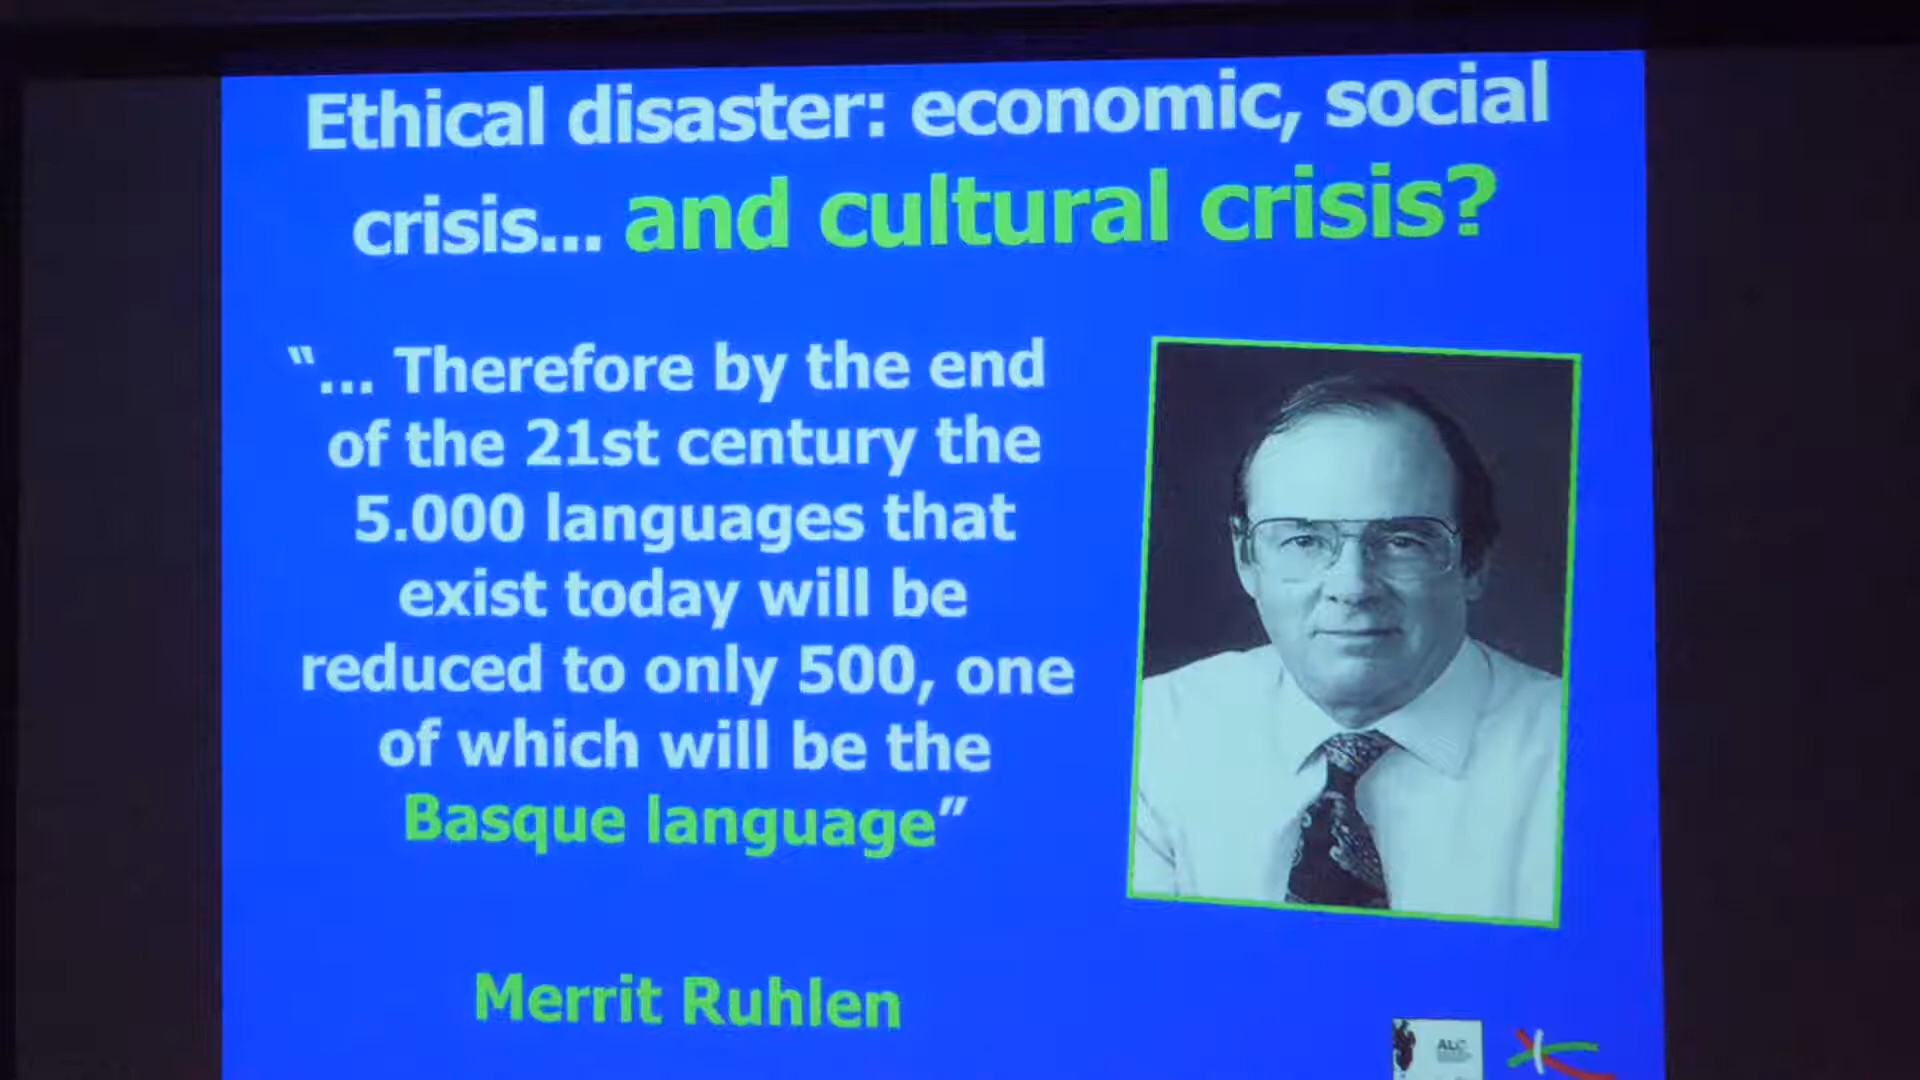 Ethical disaster: economic, social
crisis... and cultural crisis?
“... Therefore by the end
of the 21st century the
5.000 languages that
exist today will be
reduced to only 500, one
of which will be the
Basque language”
Merrit Ruhlen
ALC